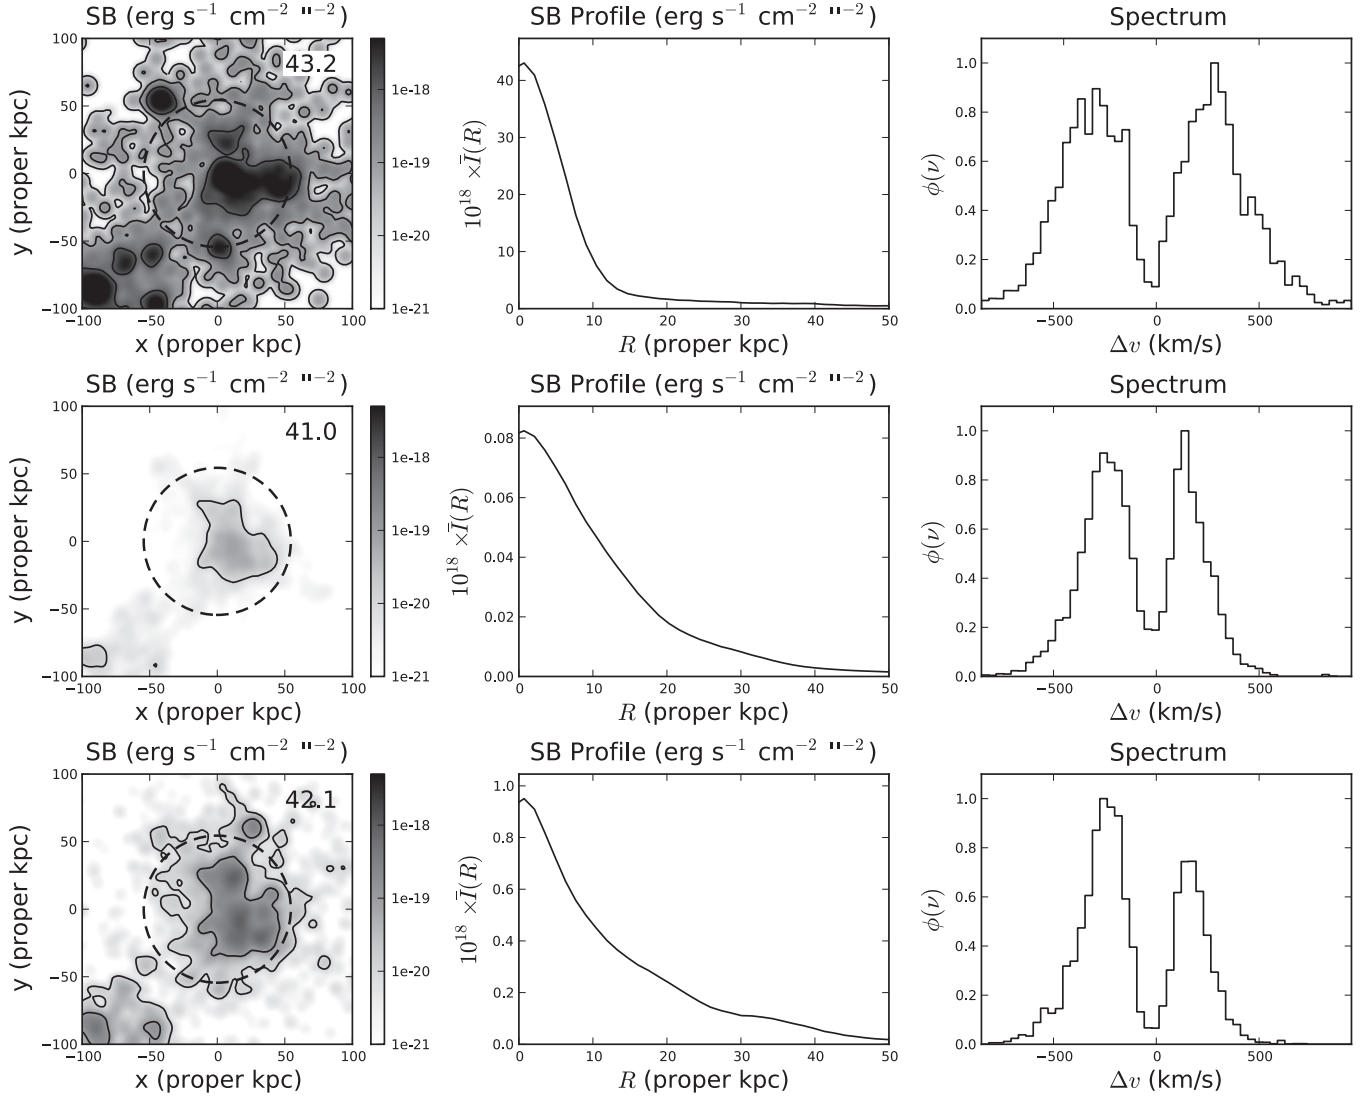 SB (erg s⁻¹ cm⁻² "⁻²) SB Profile (erg s⁻¹ cm⁻² "⁻²) Spectrum
43.2
y (proper kpc)
100
50
0
−50
−100
−100 −50 0 50 100
x (proper kpc)
1e-18
1e-19
1e-20
1e-21
10¹⁸ ×Ī(R)
40
30
20
10
0
0 10 20 30 40 50
R (proper kpc)
ϕ(ν)
1.0
0.8
0.6
0.4
0.2
0.0
−500 0 500
Δv (km/s)
SB (erg s⁻¹ cm⁻² "⁻²) SB Profile (erg s⁻¹ cm⁻² "⁻²) Spectrum
41.0
y (proper kpc)
100
50
0
−50
−100
−100 −50 0 50 100
x (proper kpc)
1e-18
1e-19
1e-20
1e-21
10¹⁸ ×Ī(R)
0.08
0.06
0.04
0.02
0.00
0 10 20 30 40 50
R (proper kpc)
ϕ(ν)
1.0
0.8
0.6
0.4
0.2
0.0
−500 0 500
Δv (km/s)
SB (erg s⁻¹ cm⁻² "⁻²) SB Profile (erg s⁻¹ cm⁻² "⁻²) Spectrum
42.1
y (proper kpc)
100
50
0
−50
−100
−100 −50 0 50 100
x (proper kpc)
1e-18
1e-19
1e-20
1e-21
10¹⁸ ×Ī(R)
1.0
0.8
0.6
0.4
0.2
0.0
0 10 20 30 40 50
R (proper kpc)
ϕ(ν)
1.0
0.8
0.6
0.4
0.2
0.0
−500 0 500
Δv (km/s)